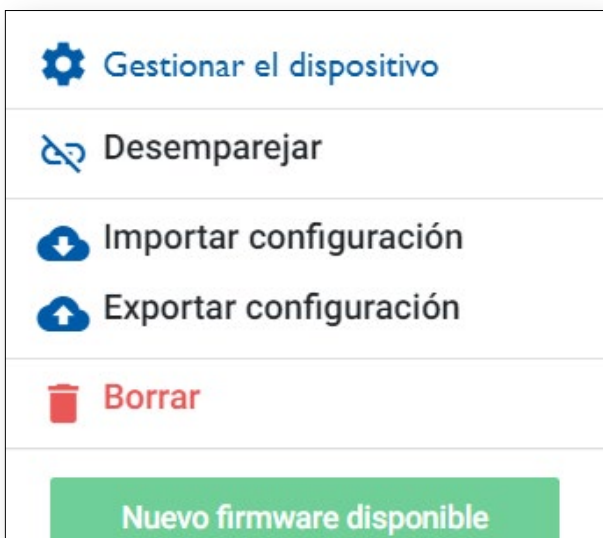 Gestionar el dispositivo
Desemparejar
Importar configuración
Exportar configuración
Borrar
Nuevo firmware disponible